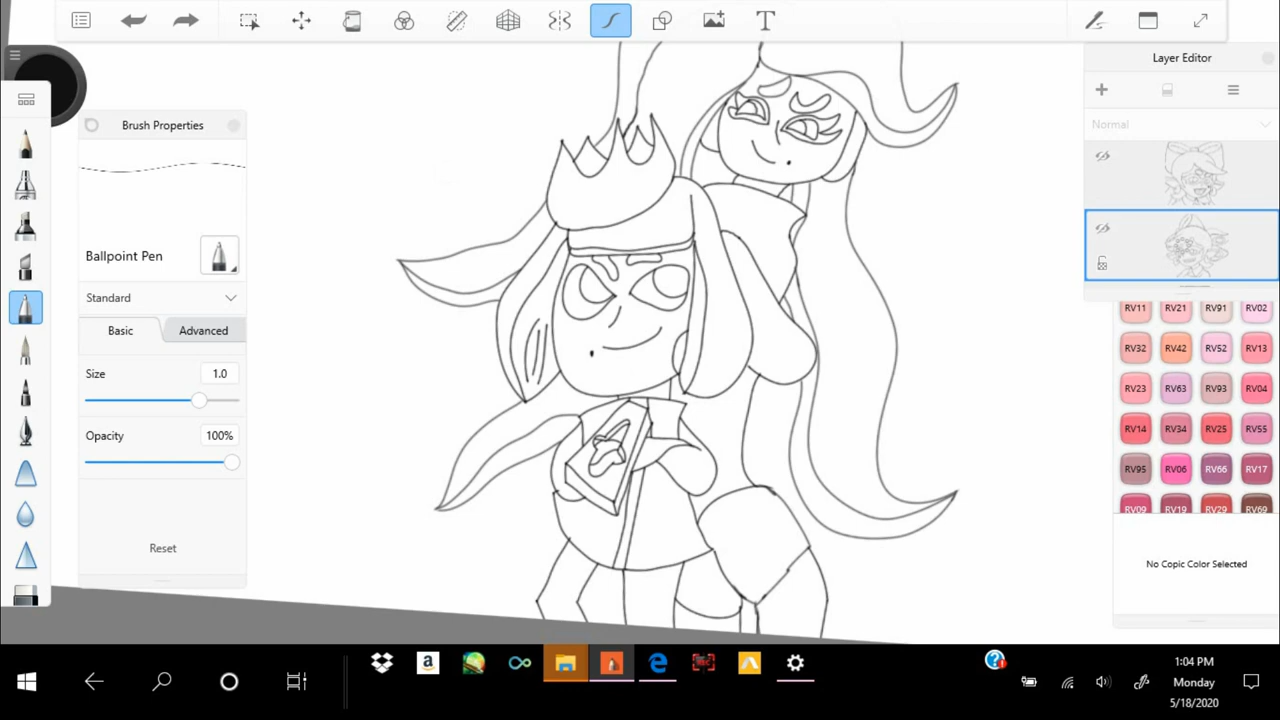 T
Brush Properties
Ballpoint Pen
Standard
Basic
Advanced
Size
1.0
Opacity
100%
Reset
Layer Editor
Normal
RV11
RV21
RV91
RV02
RV32
RV42
RV52
RV13
RV23
RV63
RV93
RV04
RV14
RV34
RV25
RV55
RV95
RV06
RV66
RV17
RV09
RV19
RV29
RV69
No Copic Color Selected
a
e
1:04 PM
Monday
5/18/2020